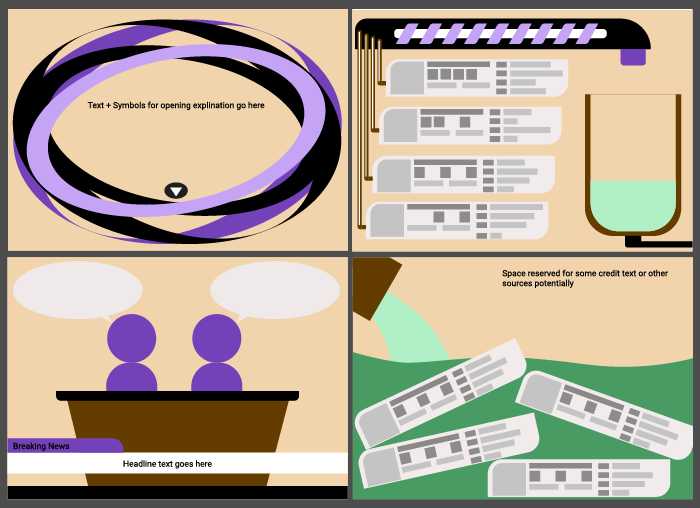 Text + Symbols for opening explination go here
Breaking News
Headline text goes here
Space reserved for some credit text or other
sources potentially